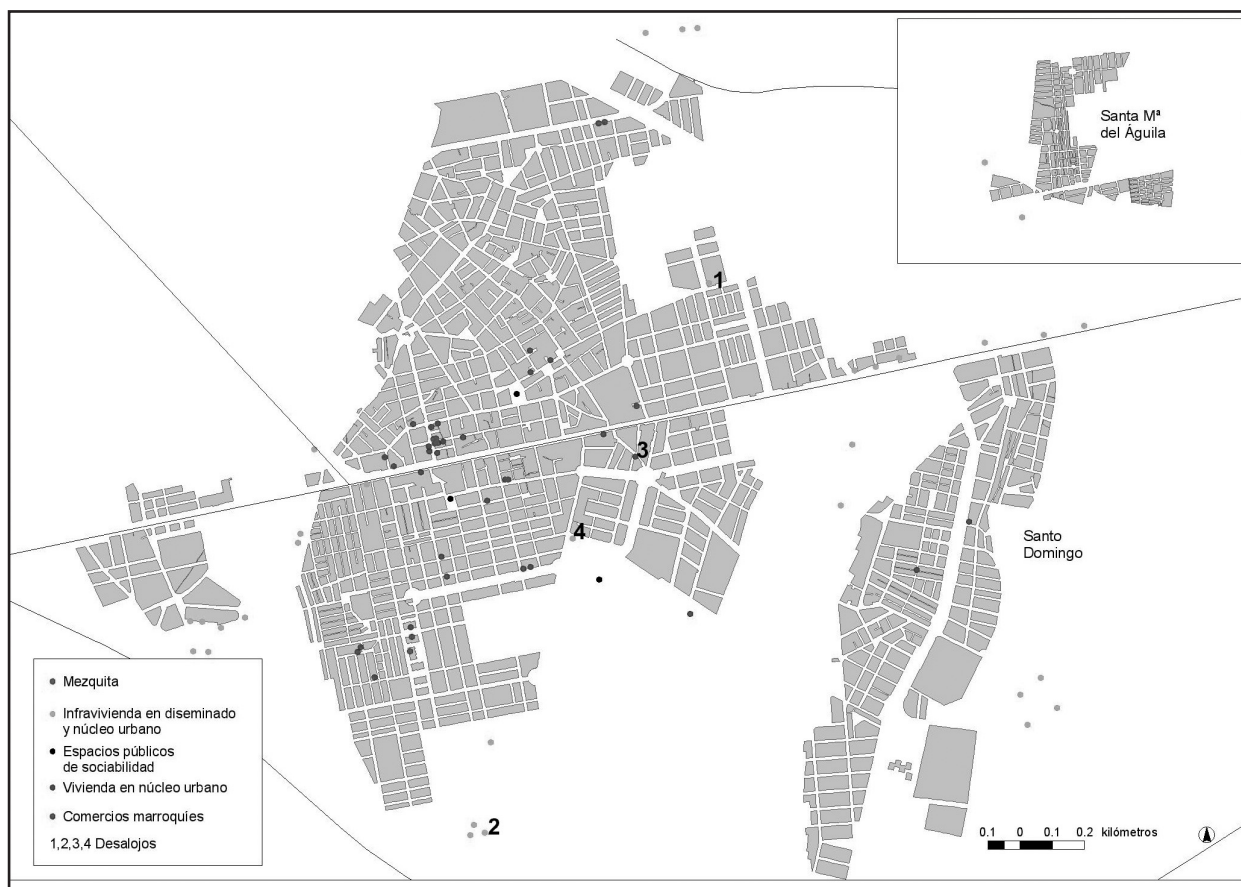 Santa Mª
del Águila
1
3
4
Santo
Domingo
2
Mezquita
Infravivienda en diseminado
y núcleo urbano
Espacios públicos
de sociabilidad
Vivienda en núcleo urbano
Comercios marroquíes
1,2,3,4 Desalojos
0.1 0 0.1 0.2 kilómetros